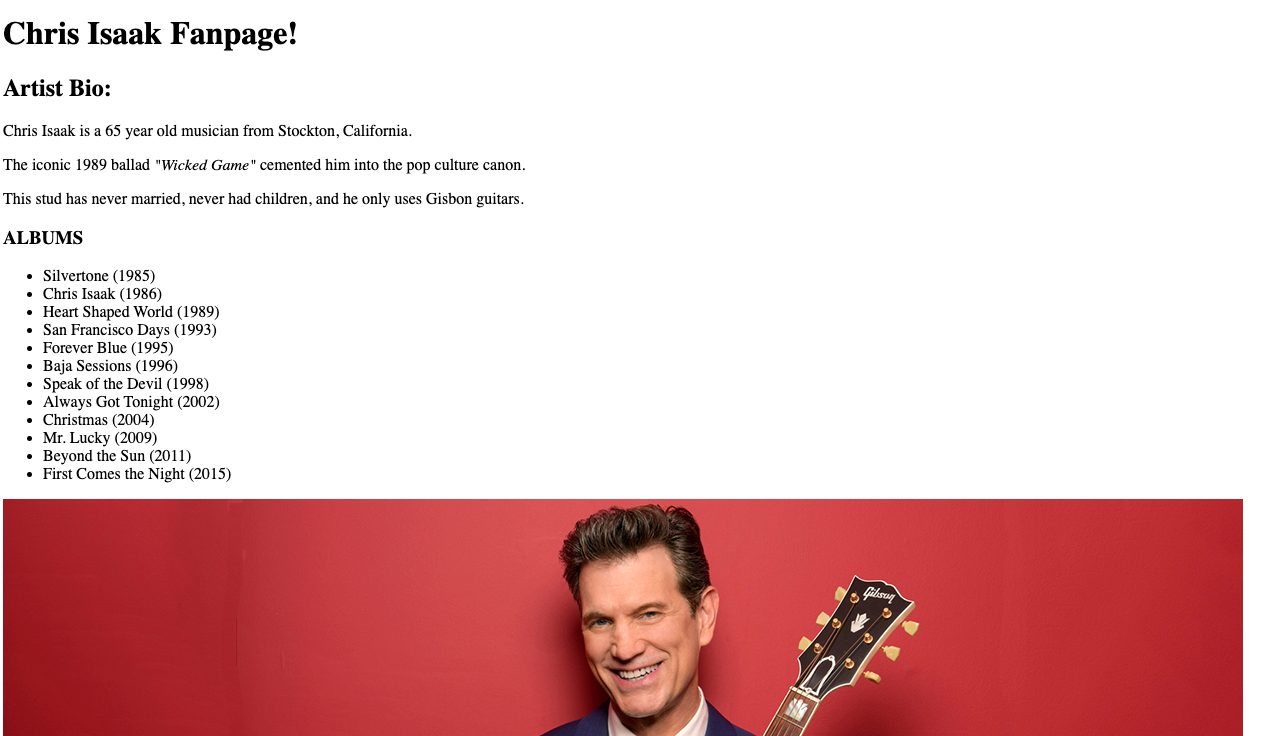 Chris Isaak Fanpage!
Artist Bio:
Chris Isaak is a 65 year old musician from Stockton, California.
The iconic 1989 ballad "Wicked Game" cemented him into the pop culture canon.
This stud has never married, never had children, and he only uses Gisbon guitars.
ALBUMS
• Silvertone (1985)
• Chris Isaak (1986)
• Heart Shaped World (1989)
• San Francisco Days (1993)
• Forever Blue (1995)
• Baja Sessions (1996)
• Speak of the Devil (1998)
• Always Got Tonight (2002)
• Christmas (2004)
• Mr. Lucky (2009)
• Beyond the Sun (2011)
• First Comes the Night (2015)
Gibson